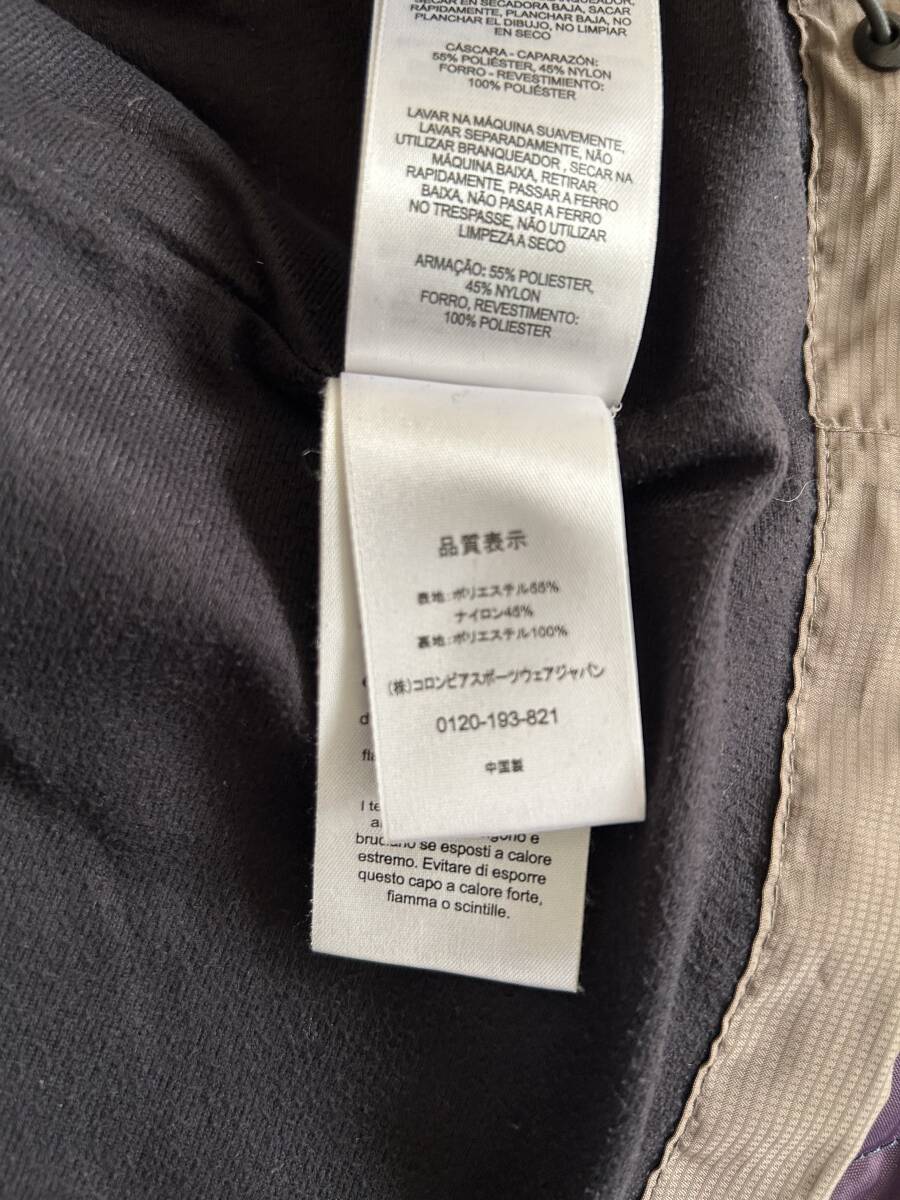 SECAR EN SECADORA BAJA, SACAR
RÁPIDAMENTE, PLANCHAR BAJA, NO
PLANCHAR EL DIBUJO, NO LIMPIAR
EN SECO
CÁSCARA - CAPARAZÓN:
55% POLIÉSTER, 45% NYLON
FORRO - REVESTIMIENTO:
100% POLIÉSTER
LAVAR NA MÁQUINA SUAVEMENTE,
LAVAR SEPARADAMENTE, NÃO
UTILIZAR BRANQUEADOR , SECAR NA
MÁQUINA BAIXA, RETIRAR
RAPIDAMENTE, PASSAR A FERRO
BAIXA, NÃO PASAR A FERRO
NO TRESPASSE, NÃO UTILIZAR
LIMPEZA A SECO
ARMAÇÃO: 55% POLIESTER,
45% NYLON
FORRO, REVESTIMENTO:
100% POLIESTER
品質表示
表地:ポリエステル55%
ナイロン45%
裏地:ポリエステル100%
(株)コロンビアスポーツウェアジャパン
0120-193-821
中国製
I
se esposti a calore
estremo. Evitare di esporre
questo capo a calore forte,
fiamma o scintille.